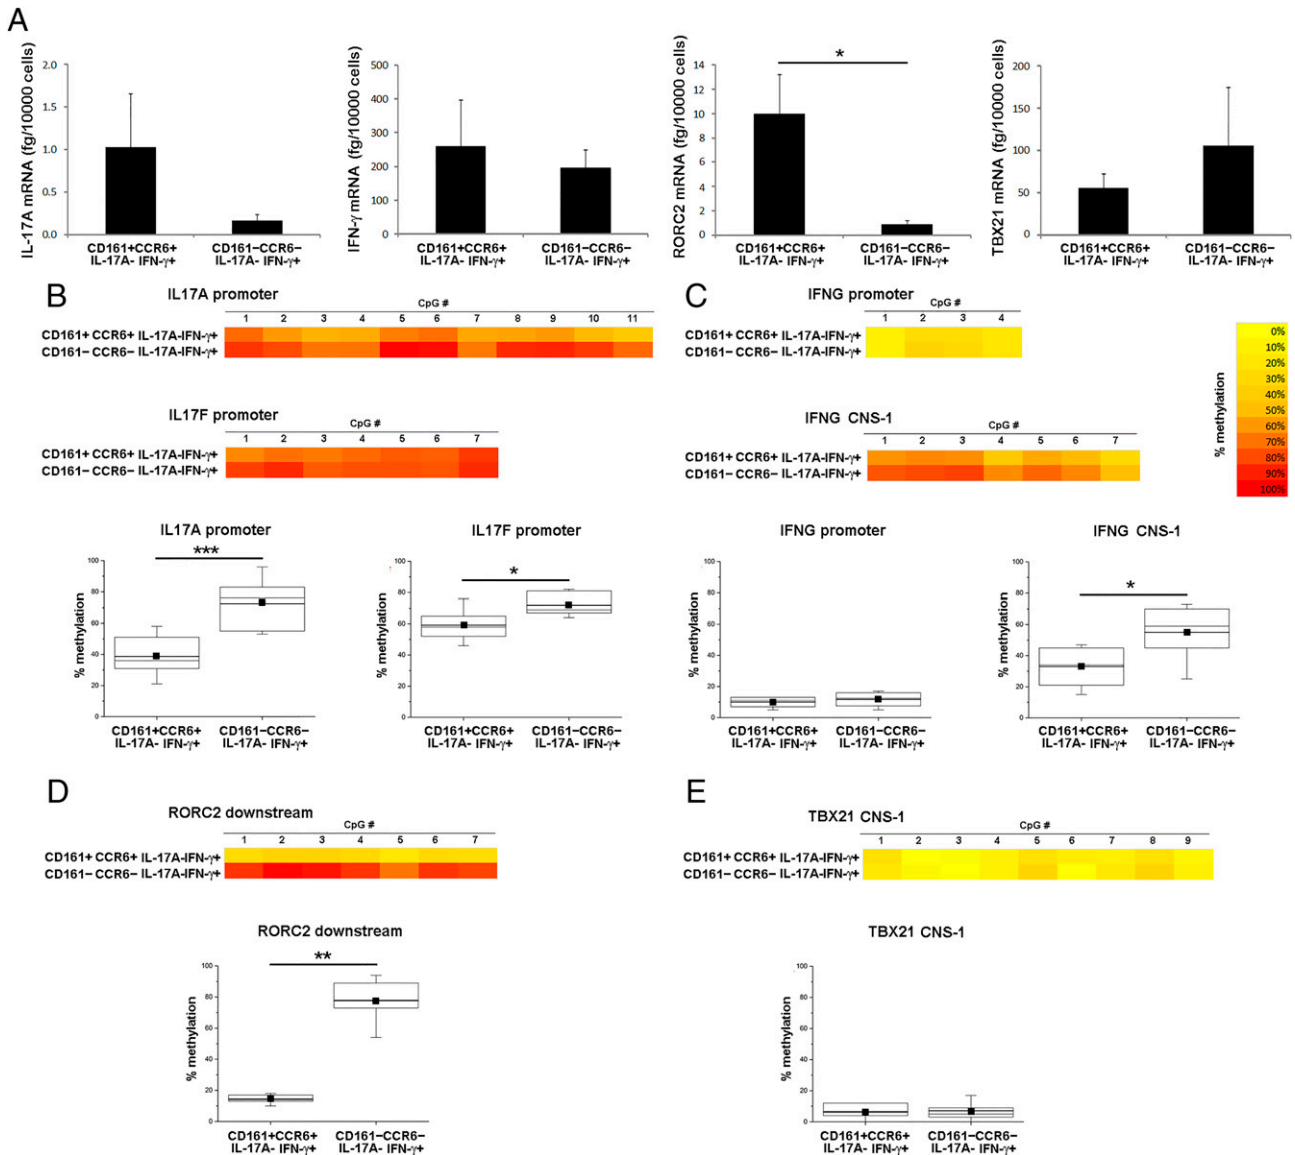 A
IL-17A mRNA (fg/10000 cells)
2.0
1.5
1.0
0.5
0.0
CD161+CCR6+ CD161−CCR6−
IL-17A- IFN-γ+ IL-17A- IFN-γ+
IFN-γ mRNA (fg/10000 cells)
500
400
300
200
100
0
CD161+CCR6+ CD161−CCR6−
IL-17A- IFN-γ+ IL-17A- IFN-γ+
RORC2 mRNA (fg/10000 cells)
14
12
10
8
6
4
2
0
*
CD161+CCR6+ CD161−CCR6−
IL-17A- IFN-γ+ IL-17A- IFN-γ+
TBX21 mRNA (fg/10000 cells)
200
150
100
50
0
CD161+CCR6+ CD161−CCR6−
IL-17A- IFN-γ+ IL-17A- IFN-γ+
B
IL17A promoter
CpG #
1 2 3 4 5 6 7 8 9 10 11
CD161+ CCR6+ IL-17A-IFN-γ+
CD161− CCR6− IL-17A-IFN-γ+
IL17F promoter
CpG #
1 2 3 4 5 6 7
CD161+ CCR6+ IL-17A-IFN-γ+
CD161− CCR6− IL-17A-IFN-γ+
IL17A promoter
% methylation
100
80
60
40
20
0
***
CD161+CCR6+ CD161−CCR6−
IL-17A- IFN-γ+ IL-17A- IFN-γ+
IL17F promoter
% methylation
100
80
60
40
20
0
*
CD161+CCR6+ CD161−CCR6−
IL-17A- IFN-γ+ IL-17A- IFN-γ+
C
IFNG promoter
CpG #
1 2 3 4
CD161+ CCR6+ IL-17A-IFN-γ+
CD161− CCR6− IL-17A-IFN-γ+
IFNG CNS-1
CpG #
1 2 3 4 5 6 7
CD161+ CCR6+ IL-17A-IFN-γ+
CD161− CCR6− IL-17A-IFN-γ+
% methylation
0%
10%
20%
30%
40%
50%
60%
70%
80%
90%
100%
IFNG promoter
% methylation
100
80
60
40
20
0
CD161+CCR6+ CD161−CCR6−
IL-17A- IFN-γ+ IL-17A- IFN-γ+
IFNG CNS-1
% methylation
100
80
60
40
20
0
*
CD161+CCR6+ CD161−CCR6−
IL-17A- IFN-γ+ IL-17A- IFN-γ+
D
RORC2 downstream
CpG #
1 2 3 4 5 6 7
CD161+ CCR6+ IL-17A-IFN-γ+
CD161− CCR6− IL-17A-IFN-γ+
RORC2 downstream
% methylation
100
80
60
40
20
0
**
CD161+CCR6+ CD161−CCR6−
IL-17A- IFN-γ+ IL-17A- IFN-γ+
E
TBX21 CNS-1
CpG #
1 2 3 4 5 6 7 8 9
CD161+ CCR6+ IL-17A-IFN-γ+
CD161− CCR6− IL-17A-IFN-γ+
TBX21 CNS-1
% methylation
100
80
60
40
20
0
CD161+CCR6+ CD161−CCR6−
IL-17A- IFN-γ+ IL-17A- IFN-γ+